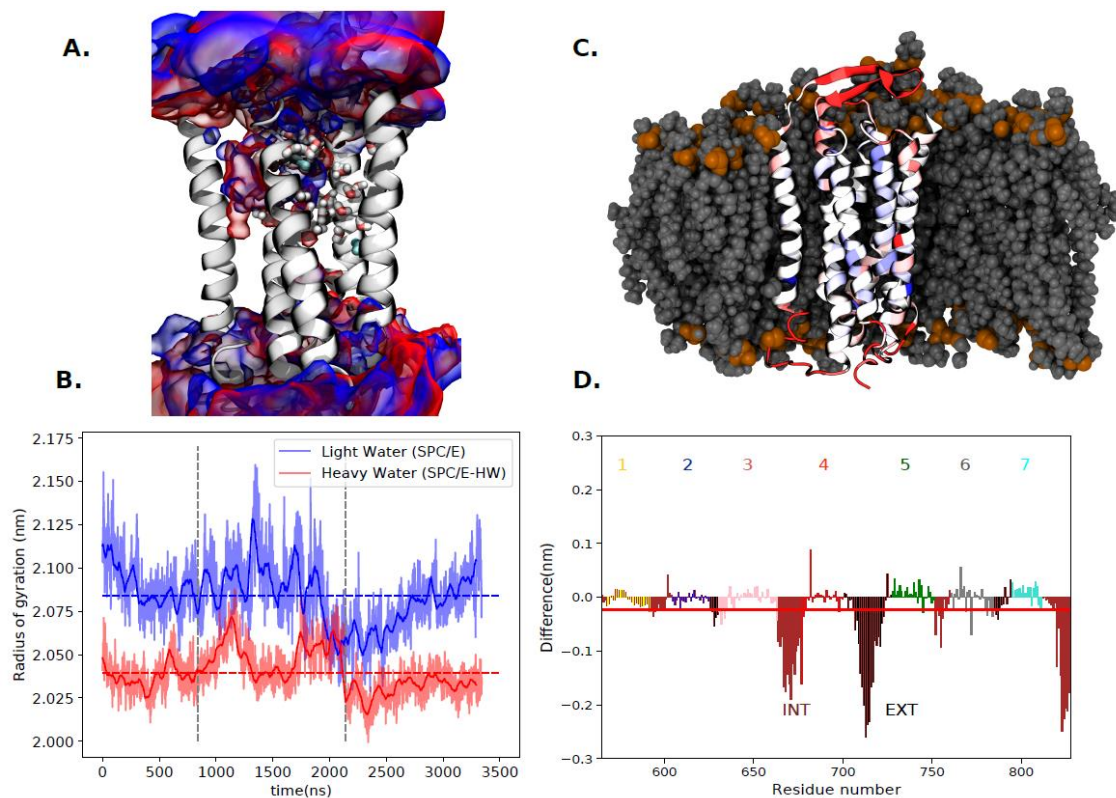 A.
C.
B.
2.175
2.150
2.125
2.100
2.075
2.050
2.025
2.000
Radius of gyration (nm)
Light Water (SPC/E)
Heavy Water (SPC/E-HW)
0
500
1000
1500
2000
2500
3000
3500
time(ns)
D.
0.3
0.2
0.1
0.0
−0.1
−0.2
−0.3
Difference(nm)
1
2
3
4
5
6
7
INT
EXT
600
650
700
750
800
Residue number